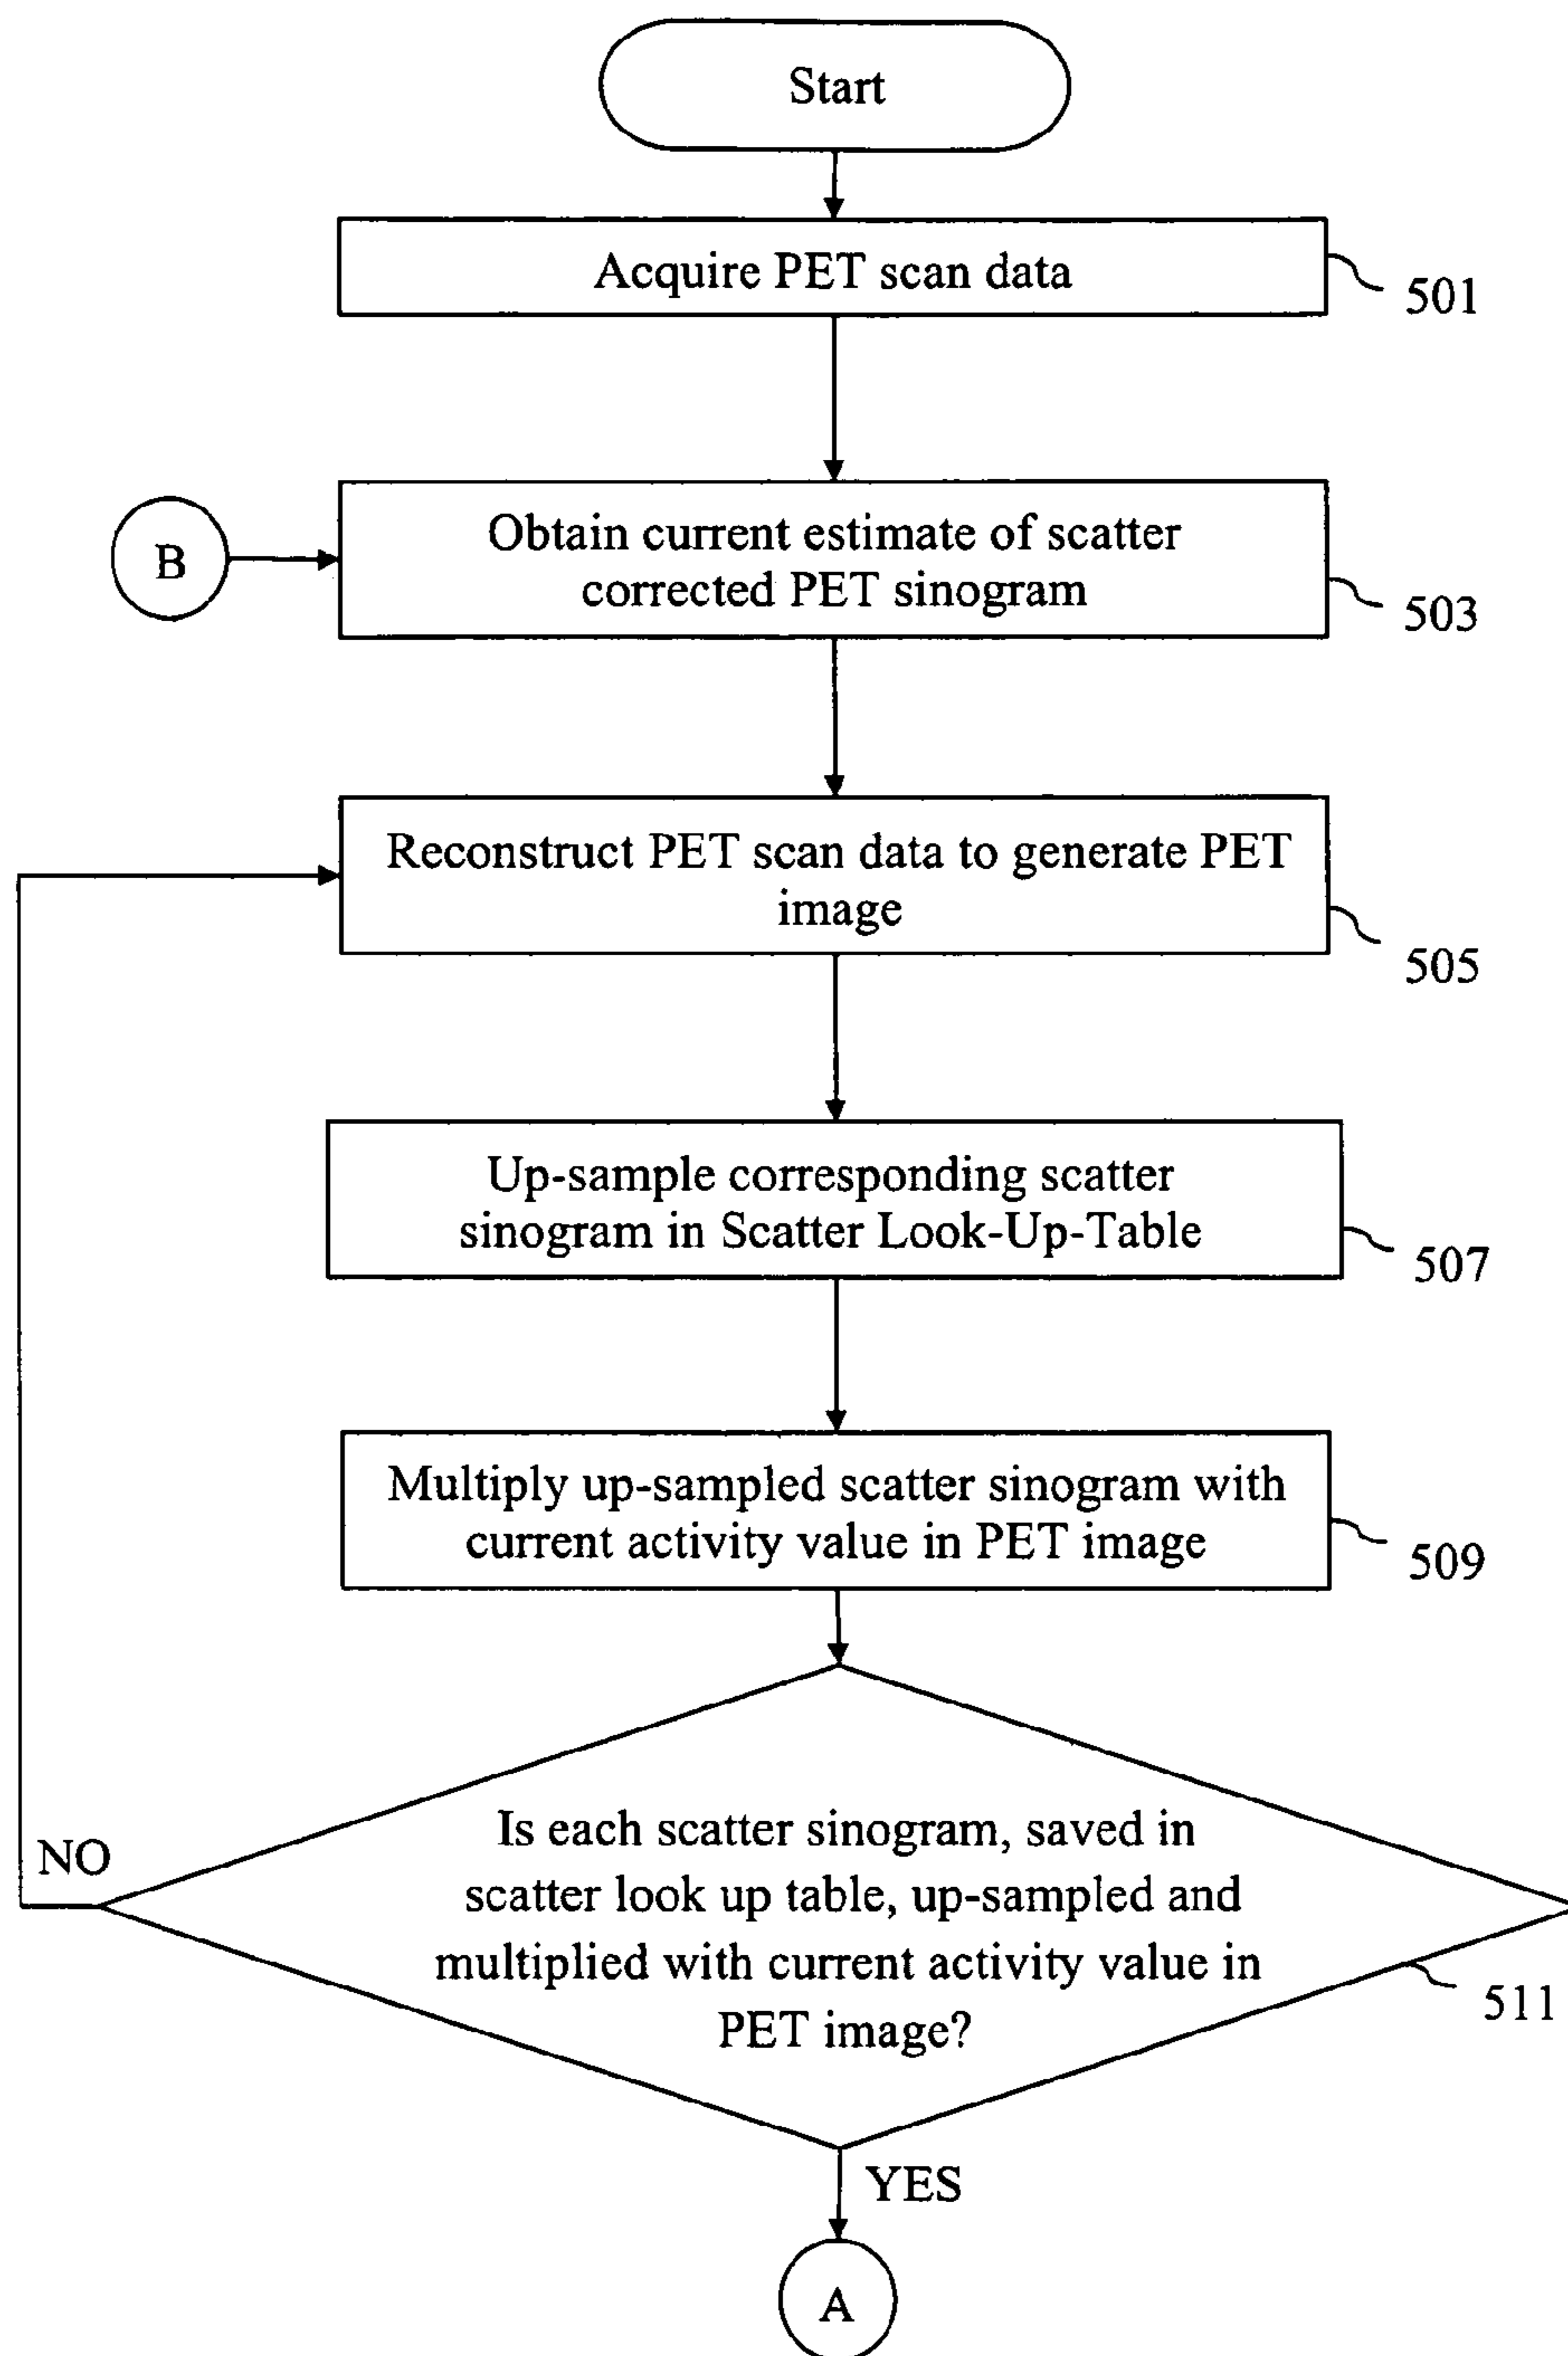 Start
Acquire PET scan data
501
B
Obtain current estimate of scatter
corrected PET sinogram
503
Reconstruct PET scan data to generate PET
image
505
Up-sample corresponding scatter
sinogram in Scatter Look-Up-Table
507
Multiply up-sampled scatter sinogram with
current activity value in PET image
509
NO
Is each scatter sinogram, saved in
scatter look up table, up-sampled and
multiplied with current activity value in
PET image?
511
YES
A